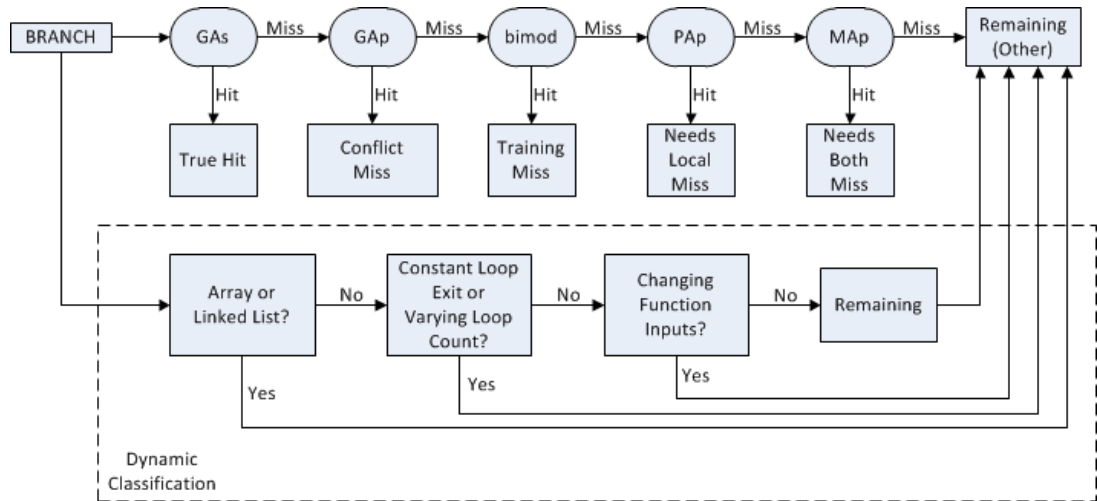 BRANCH
GAs
Miss
GAp
Miss
bimod
Miss
PAp
Miss
MAp
Miss
Remaining
(Other)
Hit
Hit
Hit
Hit
Hit
True Hit
Conflict
Miss
Training
Miss
Needs
Local
Miss
Needs
Both
Miss
Array or
Linked List?
No
Constant Loop
Exit or
Varying Loop
Count?
No
Changing
Function
Inputs?
No
Remaining
Yes
Yes
Yes
Dynamic
Classification